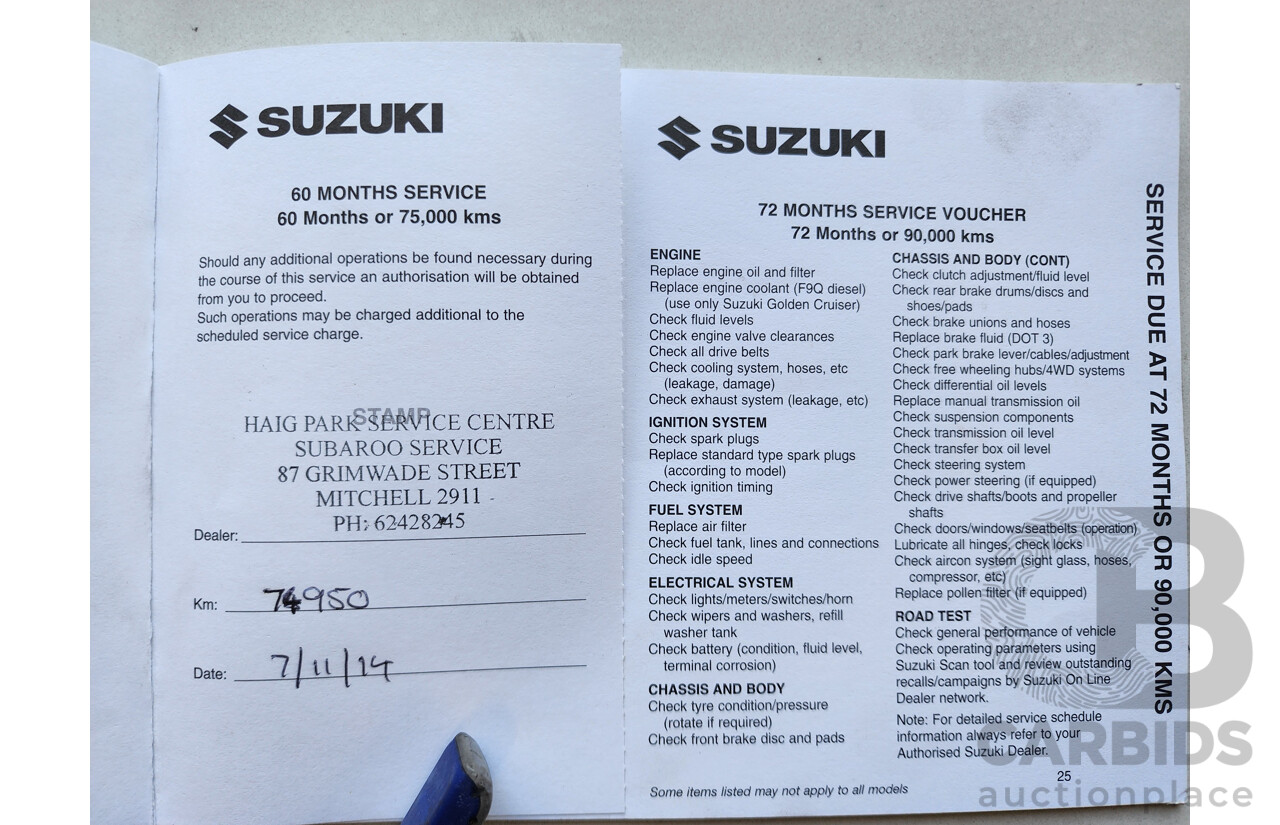 SUZUKI
60 MONTHS SERVICE
60 Months or 75,000 kms
Should any additional operations be found necessary during
the course of this service an authorisation will be obtained
from you to proceed.
Such operations may be charged additional to the
scheduled service charge.
STAMP
HAIG PARK SERVICE CENTRE
SUBAROO SERVICE
87 GRIMWADE STREET
MITCHELL 2911
PH: 62428245
Dealer:
Km: 74950
Date: 7/11/14
SUZUKI
72 MONTHS SERVICE VOUCHER
72 Months or 90,000 kms
ENGINE
Replace engine oil and filter
Replace engine coolant (F9Q diesel)
(use only Suzuki Golden Cruiser)
Check fluid levels
Check engine valve clearances
Check all drive belts
Check cooling system, hoses, etc
(leakage, damage)
Check exhaust system (leakage, etc)
IGNITION SYSTEM
Check spark plugs
Replace standard type spark plugs
(according to model)
Check ignition timing
FUEL SYSTEM
Replace air filter
Check fuel tank, lines and connections
Check idle speed
ELECTRICAL SYSTEM
Check lights/meters/switches/horn
Check wipers and washers, refill
washer tank
Check battery (condition, fluid level,
terminal corrosion)
CHASSIS AND BODY
Check tyre condition/pressure
(rotate if required)
Check front brake disc and pads
CHASSIS AND BODY (CONT)
Check clutch adjustment/fluid level
Check rear brake drums/discs and
shoes/pads
Check brake unions and hoses
Replace brake fluid (DOT 3)
Check park brake lever/cables/adjustment
Check free wheeling hubs/4WD systems
Check differential oil levels
Replace manual transmission oil
Check suspension components
Check transmission oil level
Check transfer box oil level
Check steering system
Check power steering (if equipped)
Check drive shafts/boots and propeller
shafts
Check doors/windows/seatbelts (operation)
Lubricate all hinges, check locks
Check aircon system (sight glass, hoses,
compressor, etc)
Replace pollen filter (if equipped)
ROAD TEST
Check general performance of vehicle
Check operating parameters using
Suzuki Scan tool and review outstanding
recalls/campaigns by Suzuki On Line
Dealer network.
Note: For detailed service schedule
information always refer to your
Authorised Suzuki Dealer.
25
Some items listed may not apply to all models
SERVICE DUE AT 72 MONTHS OR 90,000 KMS
CB
CARBIDS
auctionplace